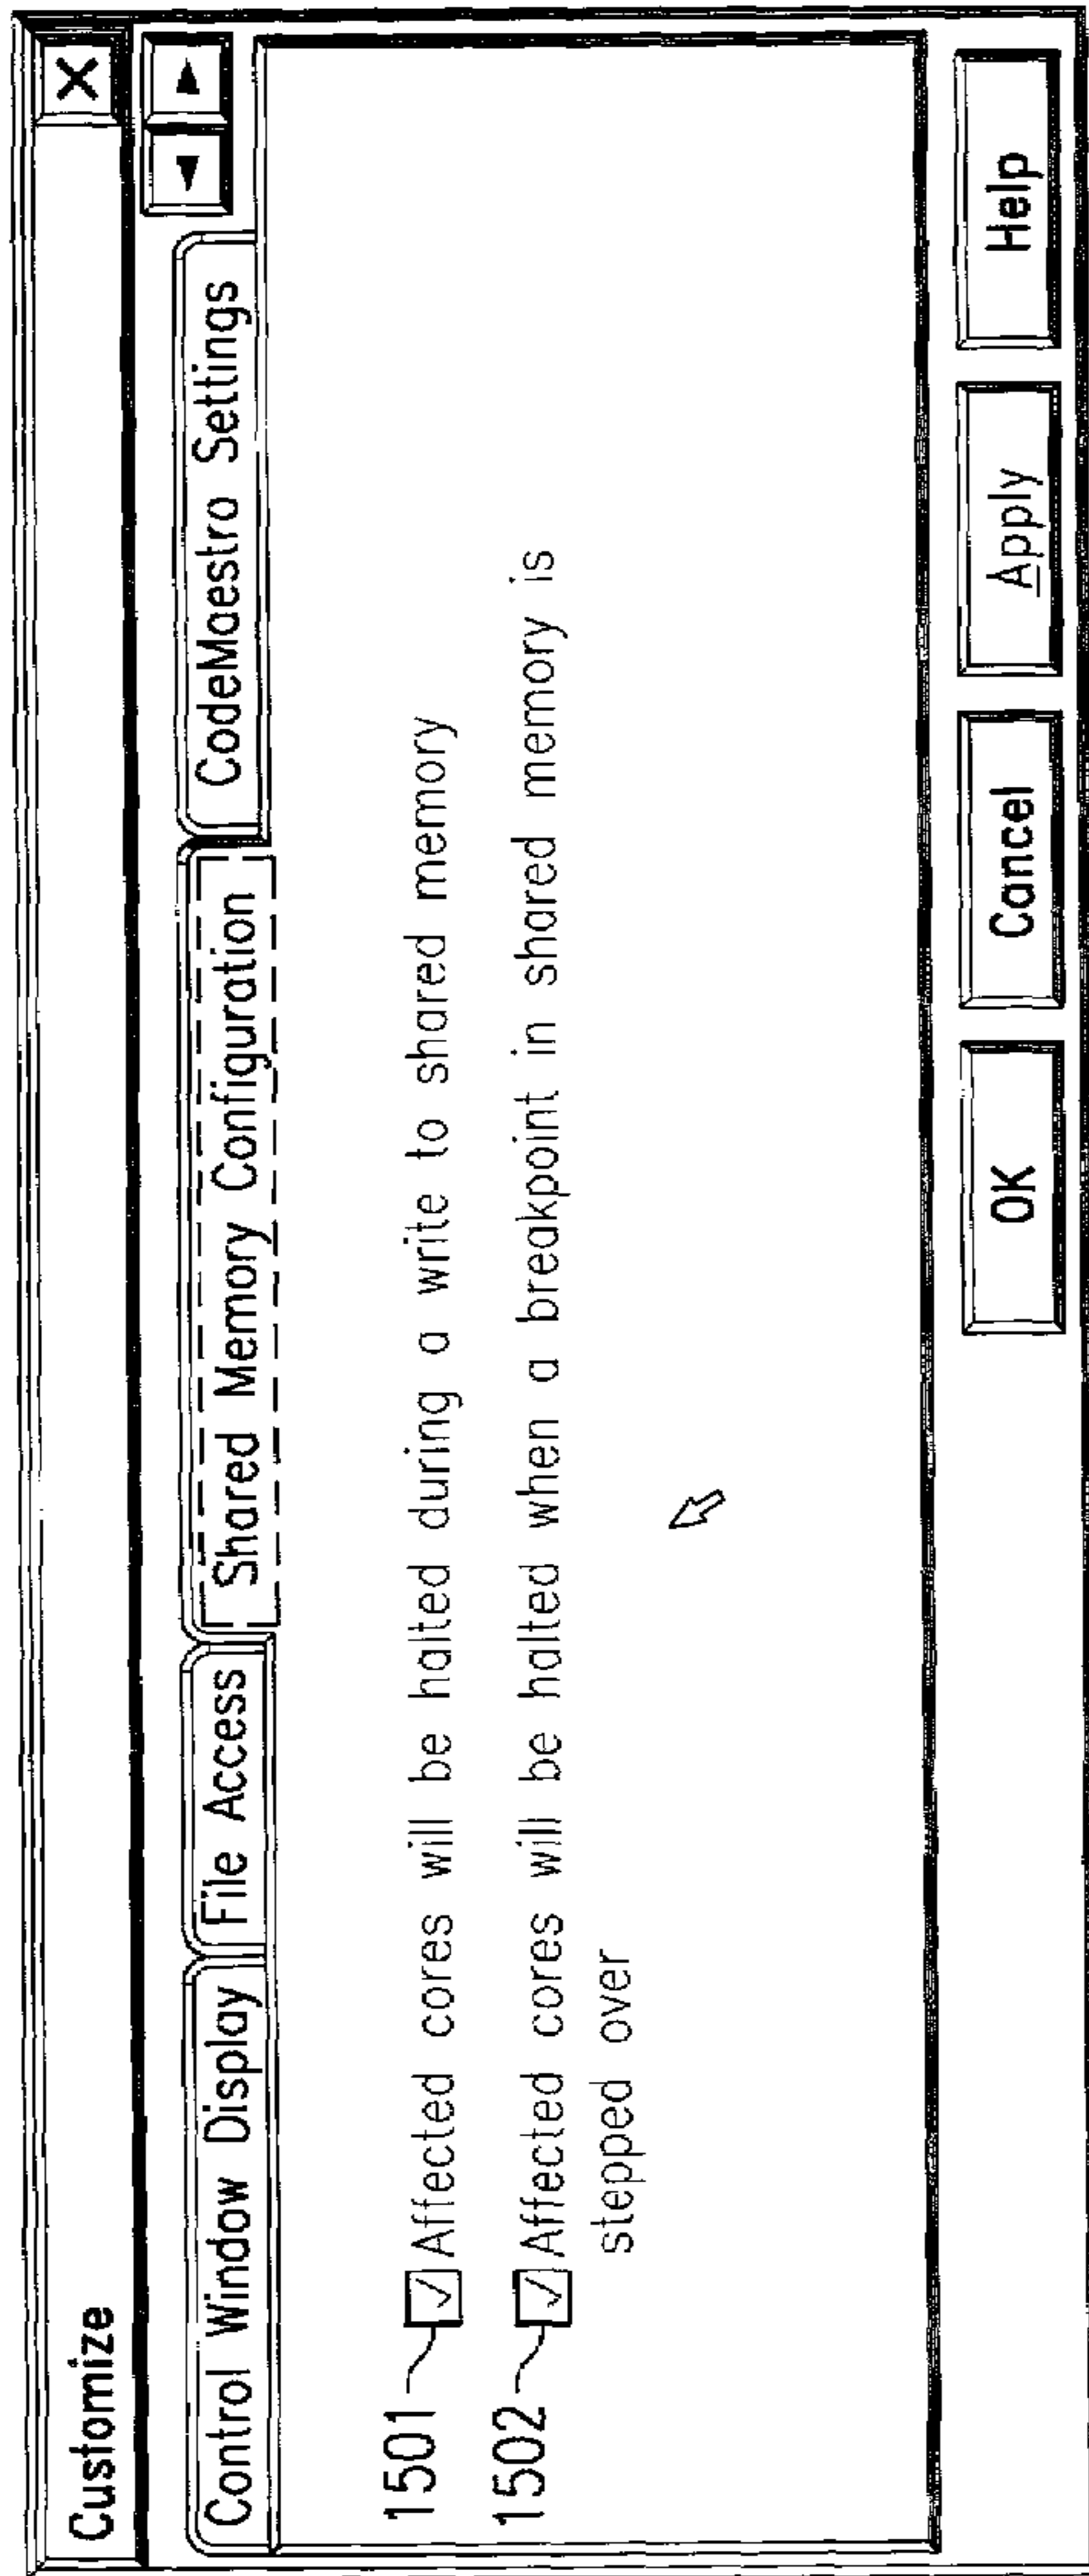 Customize
Control Window Display
File Access
Shared Memory Configuration
CodeMaestro Settings
1501
Affected cores will be halted during a write to shared memory
1502
Affected cores will be halted when a breakpoint in shared memory is
stepped over
OK
Cancel
Apply
Help